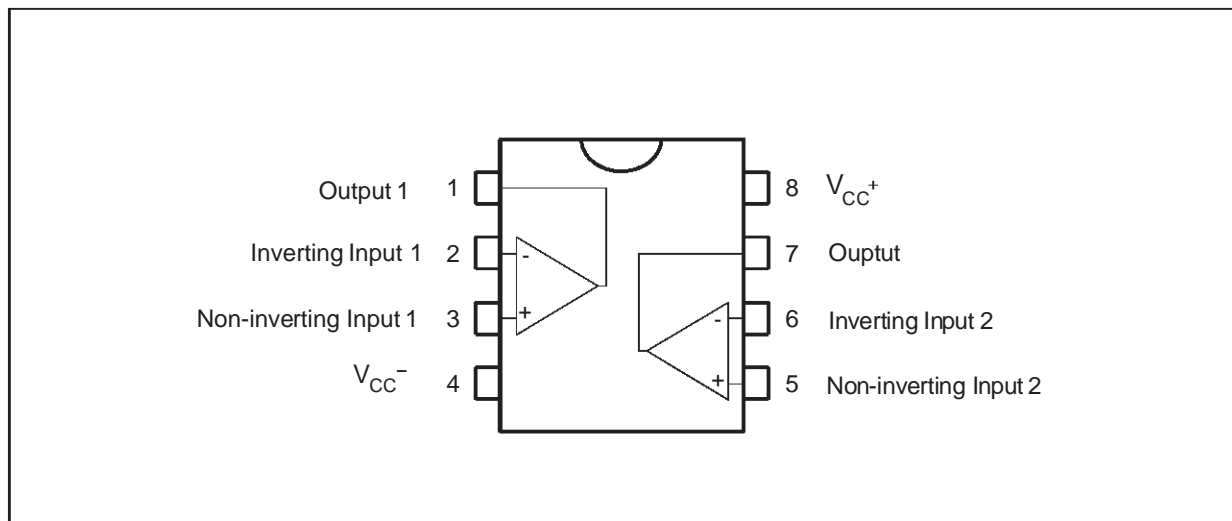 Output 1 1
Inverting Input 1 2
-
Non-inverting Input 1 3
+
VCC− 4
8 VCC+
7 Ouptut
6 Inverting Input 2
-
5 Non-inverting Input 2
+